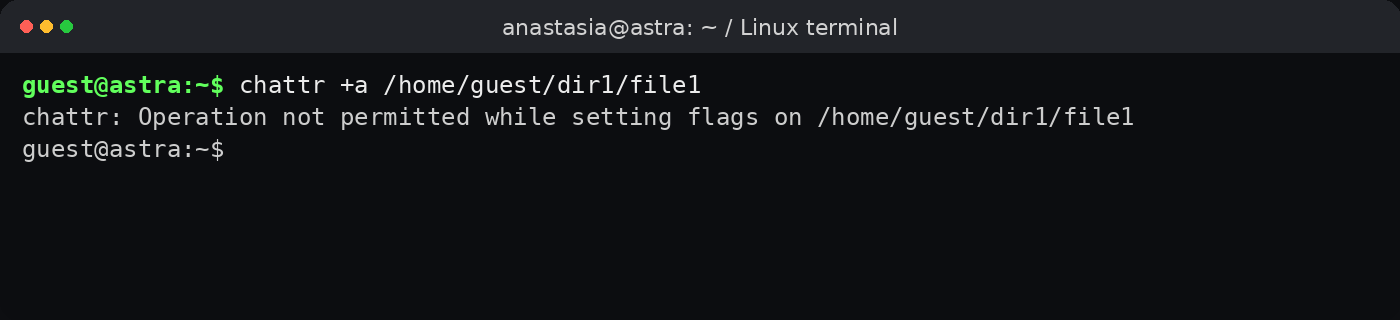 anastasia@astra: ~ / Linux terminal
guest@astra:~$ chattr +a /home/guest/dir1/file1
chattr: Operation not permitted while setting flags on /home/guest/dir1/file1
guest@astra:~$